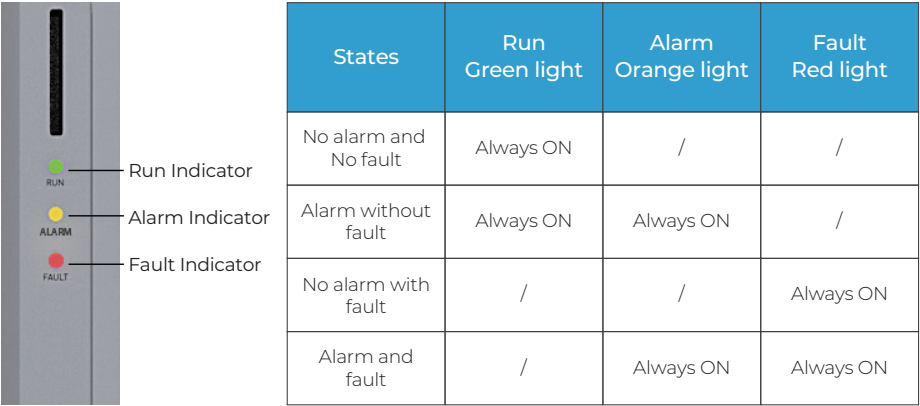 RUN
ALARM
FAULT
Run Indicator
Alarm Indicator
Fault Indicator
States
Run
Green light
Alarm
Orange light
Fault
Red light
No alarm and
No fault
Always ON
/
/
Alarm without
fault
Always ON
Always ON
/
No alarm with
fault
/
/
Always ON
Alarm and
fault
/
Always ON
Always ON